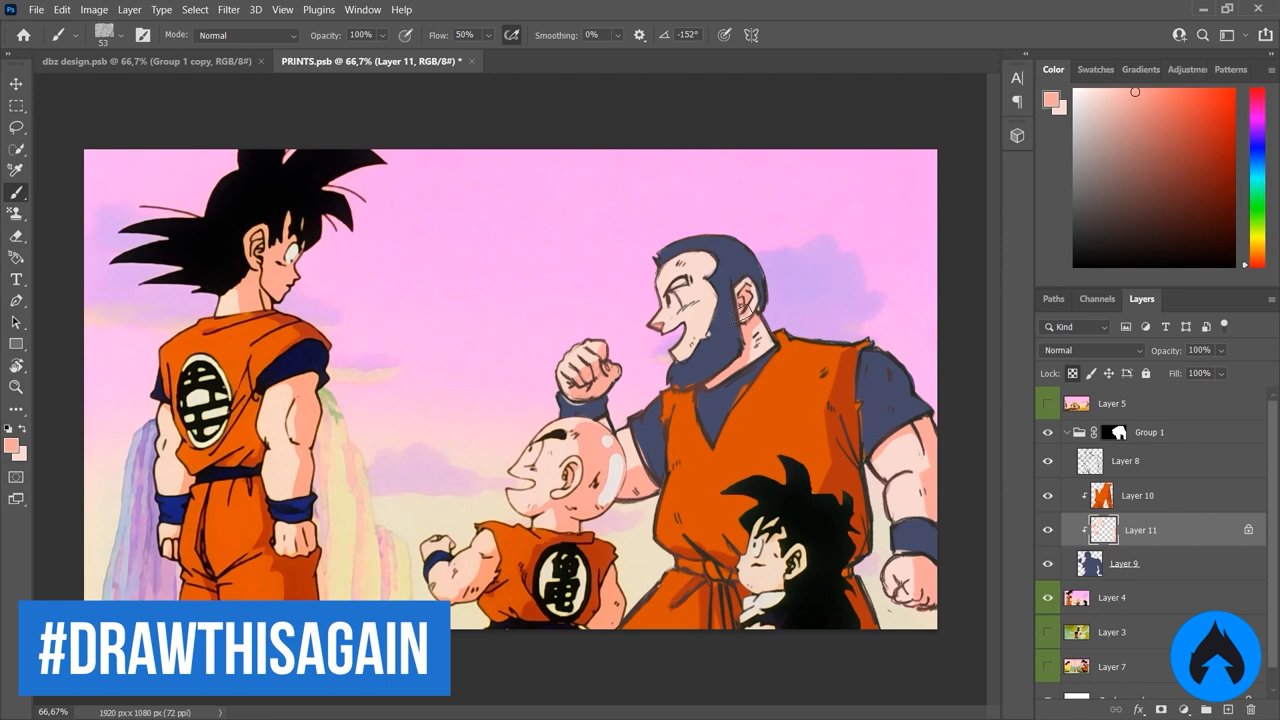 Ps File Edit Image Layer Type Select Filter 3D View Plugins Window Help
53 Mode: Normal Opacity: 100% Flow: 50% Smoothing: 0% -152°
dbz design.psb @ 66,7% (Group 1 copy, RGB/8#) × PRINTS.psb @ 66,7% (Layer 11, RGB/8#) * ×
Color Swatches Gradients Adjustme Patterns
亀
Paths Channels Layers
Kind
Normal Opacity: 100%
Lock: Fill: 100%
Layer 5
Group 1
Layer 8
Layer 10
Layer 11
Layer 9
Layer 4
Layer 3
Layer 7
#DRAWTHISAGAIN
66,67% 1920 px x 1080 px (72 ppi)